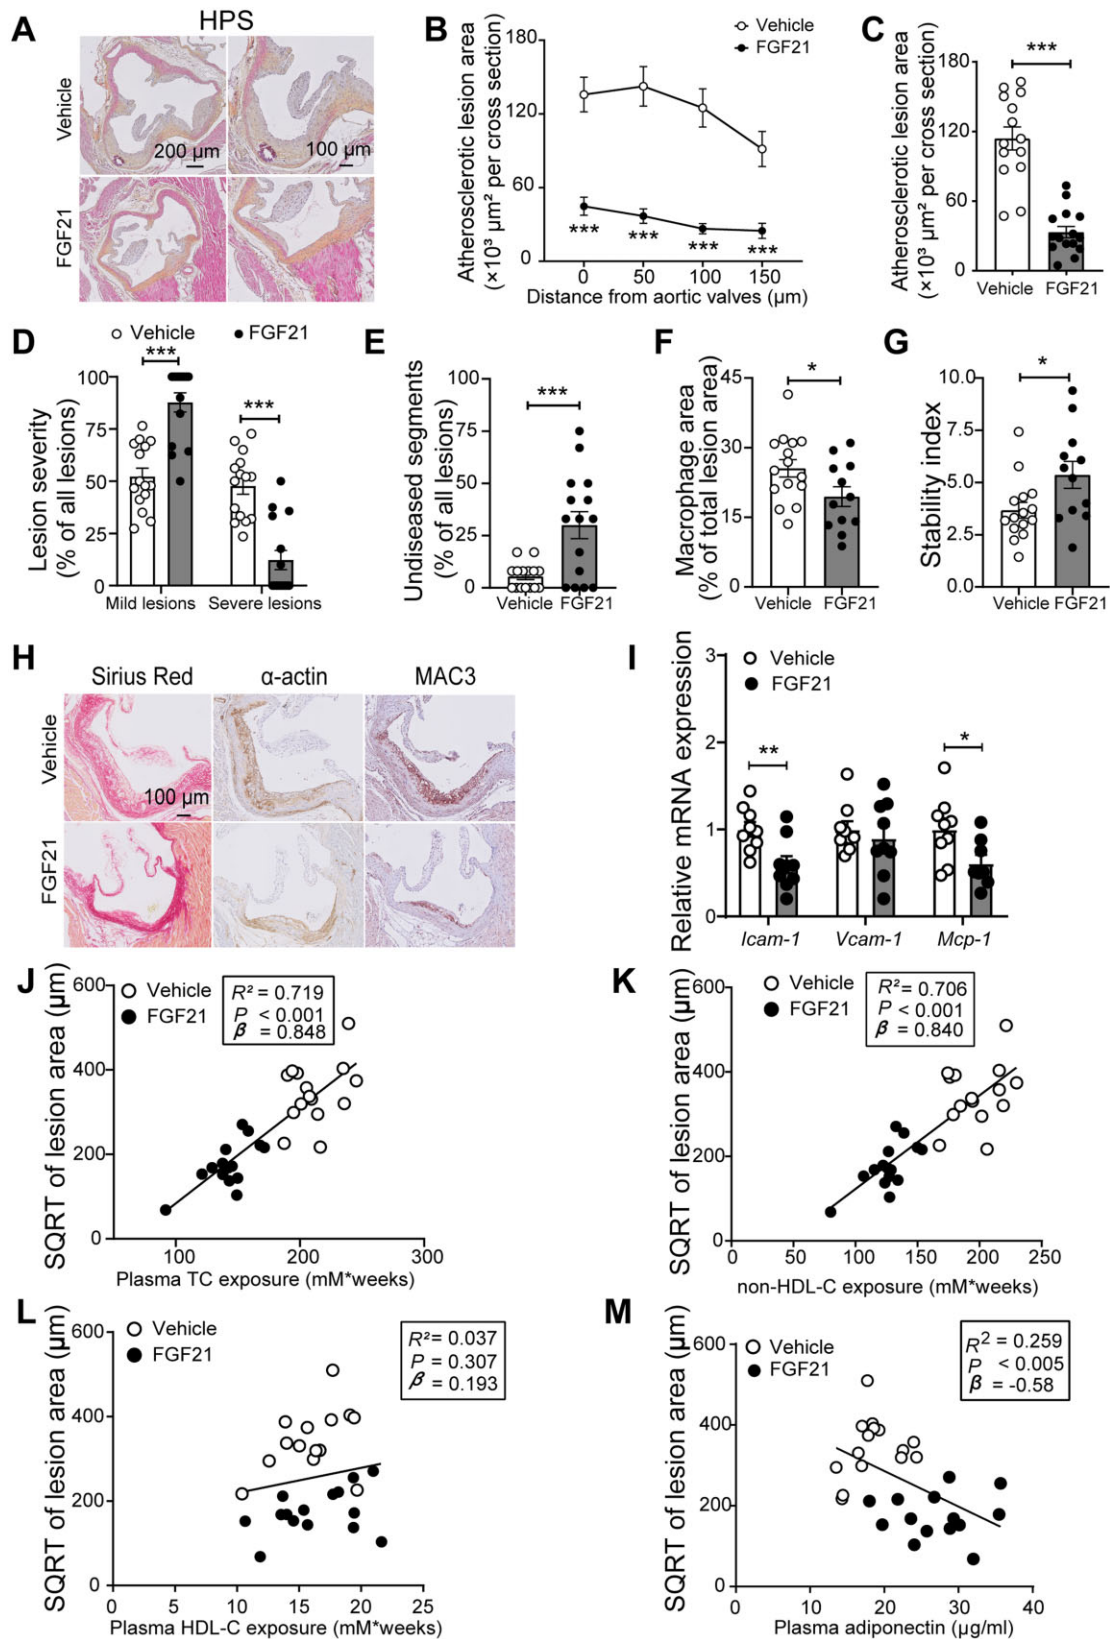 A
HPS
Vehicle
FGF21
200 µm
100 µm
B
Atherosclerotic lesion area
(×10³ µm² per cross section)
180
120
60
0
Vehicle
FGF21
***
***
***
***
0
50
100
150
Distance from aortic valves (µm)
C
Atherosclerotic lesion area
(×10³ µm² per cross section)
180
120
60
0
***
Vehicle
FGF21
D
Vehicle
FGF21
Lesion severity
(% of all lesions)
100
75
50
25
0
***
***
Mild lesions
Severe lesions
E
Undiseased segments
(% of all lesions)
100
50
0
***
Vehicle
FGF21
F
Macrophage area
(% of total lesion area)
45
30
15
0
*
Vehicle
FGF21
G
Stability index
10.0
7.5
5.0
2.5
0.0
*
Vehicle
FGF21
H
Sirius Red
α-actin
MAC3
Vehicle
FGF21
100 µm
I
Relative mRNA expression
3
2
1
0
Vehicle
FGF21
**
*
Icam-1
Vcam-1
Mcp-1
J
SQRT of lesion area (µm)
600
400
200
0
Vehicle
FGF21
R² = 0.719
P < 0.001
β = 0.848
100
200
300
Plasma TC exposure (mM*weeks)
K
SQRT of lesion area (µm)
600
400
200
0
Vehicle
FGF21
R² = 0.706
P < 0.001
β = 0.840
0
50
100
150
200
250
non-HDL-C exposure (mM*weeks)
L
SQRT of lesion area (µm)
600
400
200
0
Vehicle
FGF21
R² = 0.037
P = 0.307
β = 0.193
0
5
10
15
20
25
Plasma HDL-C exposure (mM*weeks)
M
SQRT of lesion area (µm)
600
400
200
0
Vehicle
FGF21
R² = 0.259
P < 0.005
β = -0.58
0
10
20
30
40
Plasma adiponectin (µg/ml)